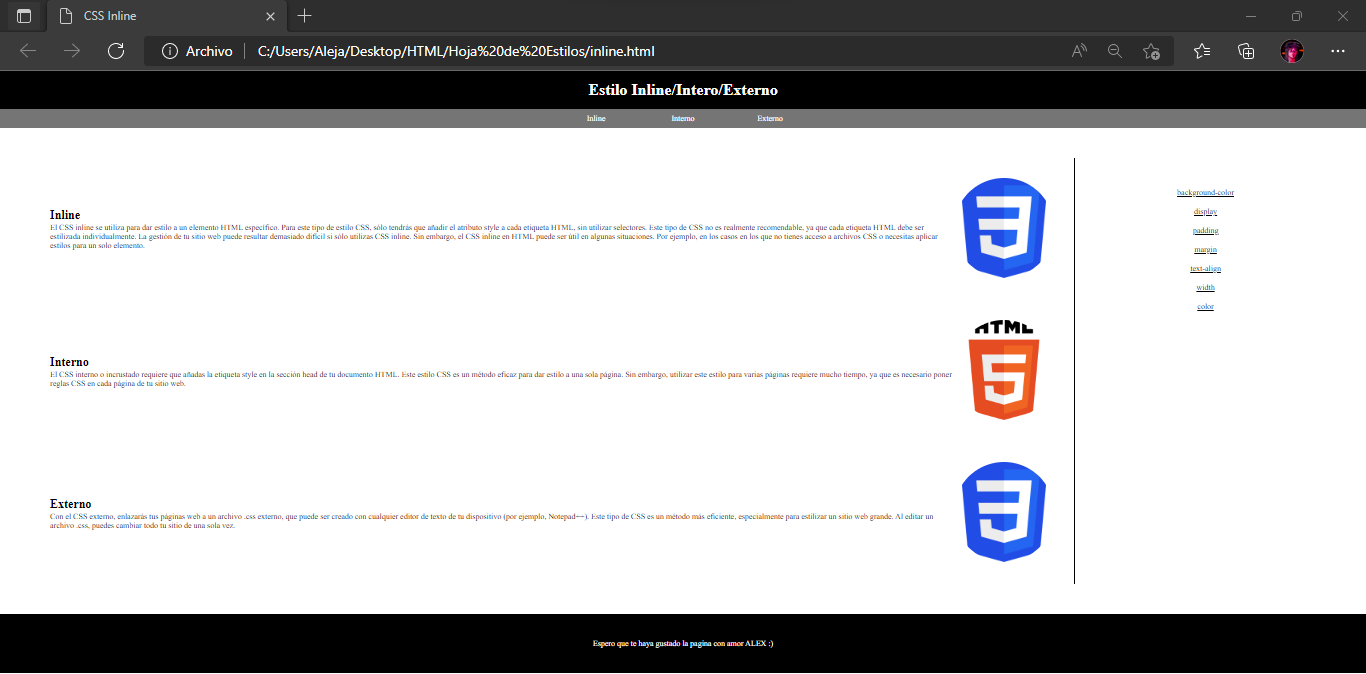 CSS Inline
Archivo
C:/Users/Aleja/Desktop/HTML/Hoja%20de%20Estilos/inline.html
Estilo Inline/Intero/Externo
Inline Interno Externo
Inline
El CSS inline se utiliza para dar estilo a un elemento HTML específico. Para este tipo de estilo CSS, sólo tendrás que añadir el atributo style a cada etiqueta HTML, sin utilizar selectores. Este tipo de CSS no es realmente recomendable, ya que cada etiqueta HTML debe ser
estilizada individualmente. La gestión de tu sitio web puede resultar demasiado difícil si sólo utilizas CSS inline. Sin embargo, el CSS inline en HTML puede ser útil en algunas situaciones. Por ejemplo, en los casos en los que no tienes acceso a archivos CSS o necesitas aplicar
estilos para un solo elemento.
HTML
Interno
El CSS interno o incrustado requiere que añadas la etiqueta style en la sección head de tu documento HTML. Este estilo CSS es un método eficaz para dar estilo a una sola página. Sin embargo, utilizar este estilo para varias páginas requiere mucho tiempo, ya que es necesario poner
reglas CSS en cada página de tu sitio web.
Externo
Con el CSS externo, enlazarás tus páginas web a un archivo .css externo, que puede ser creado con cualquier editor de texto de tu dispositivo (por ejemplo, Notepad++). Este tipo de CSS es un método más eficiente, especialmente para estilizar un sitio web grande. Al editar un
archivo .css, puedes cambiar todo tu sitio de una sola vez.
background-color
display
padding
margin
text-align
width
color
Espero que te haya gustado la pagina con amor ALEX :)